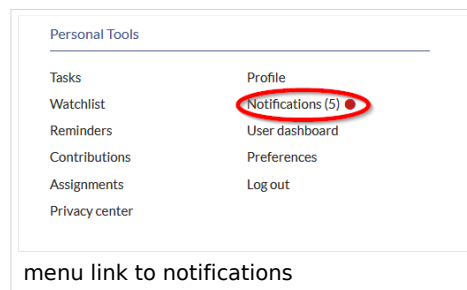 Personal Tools
Tasks
Watchlist
Reminders
Contributions
Assignments
Privacy center
Profile
Notifications (5)
User dashboard
Preferences
Log out
menu link to notifications